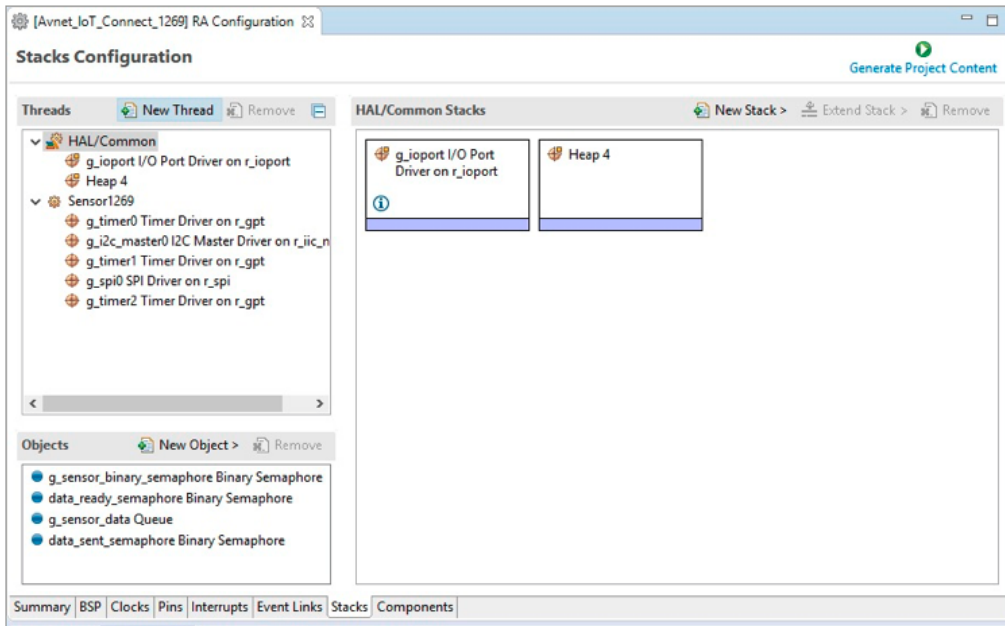 [Avnet_IoT_Connect_1269] RA Configuration
Stacks Configuration
Generate Project Content
Threads
New Thread
Remove
HAL/Common
g_ioport I/O Port Driver on r_ioport
Heap 4
Sensor1269
g_timer0 Timer Driver on r_gpt
g_i2c_master0 I2C Master Driver on r_iic_n
g_timer1 Timer Driver on r_gpt
g_spi0 SPI Driver on r_spi
g_timer2 Timer Driver on r_gpt
HAL/Common Stacks
New Stack >
Extend Stack >
Remove
g_ioport I/O Port
Driver on r_ioport
Heap 4
Objects
New Object >
Remove
g_sensor_binary_semaphore Binary Semaphore
data_ready_semaphore Binary Semaphore
g_sensor_data Queue
data_sent_semaphore Binary Semaphore
Summary BSP Clocks Pins Interrupts Event Links Stacks Components